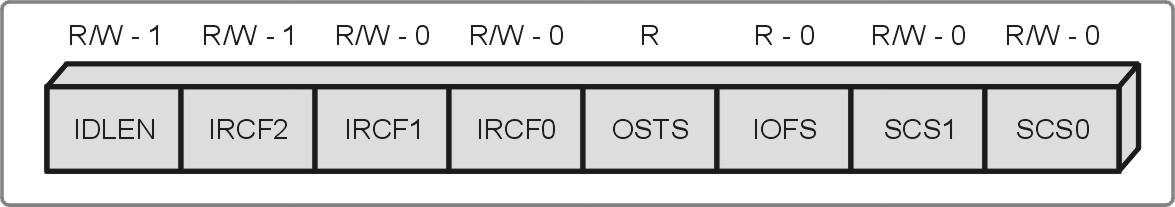 R/W - 1 R/W - 1 R/W - 0 R/W - 0 R R - 0 R/W - 0 R/W - 0
IDLEN IRCF2 IRCF1 IRCF0 OSTS IOFS SCS1 SCS0